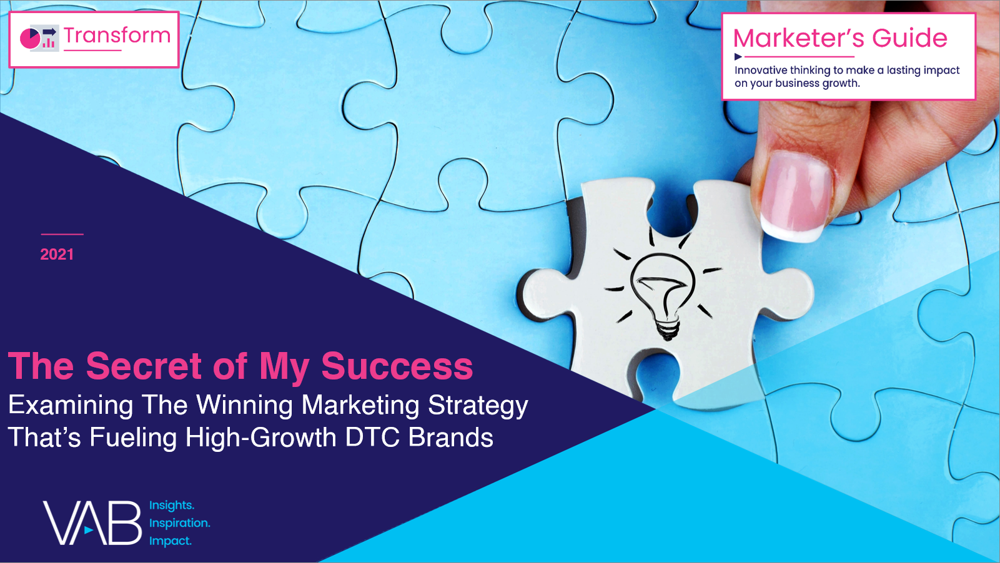 Transform
Marketer's Guide
Innovative thinking to make a lasting impact
on your business growth.
2021
The Secret of My Success
Examining The Winning Marketing Strategy
That's Fueling High-Growth DTC Brands
VAB
Insights.
Inspiration.
Impact.